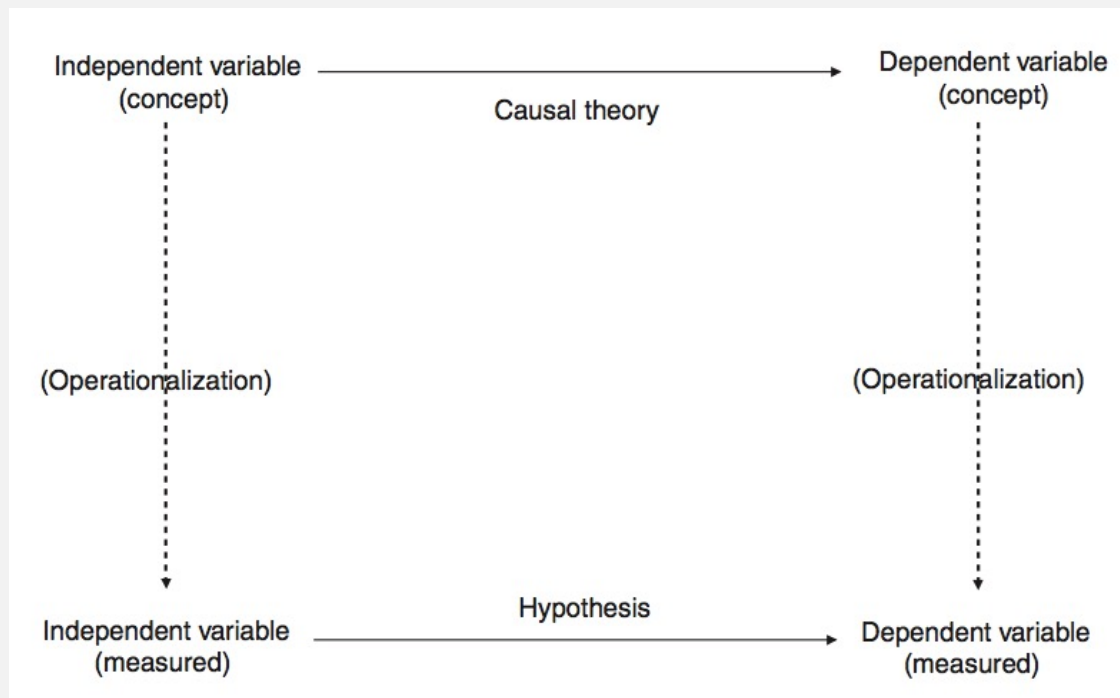 Independent variable
(concept)
Dependent variable
(concept)
Causal theory
(Operationalization)
(Operationalization)
Hypothesis
Independent variable
(measured)
Dependent variable
(measured)